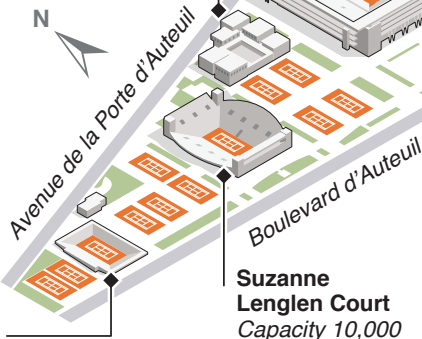 N
Avenue de la Porte d'Auteuil
Boulevard d'Auteuil
Suzanne
Lenglen Court
Capacity 10,000